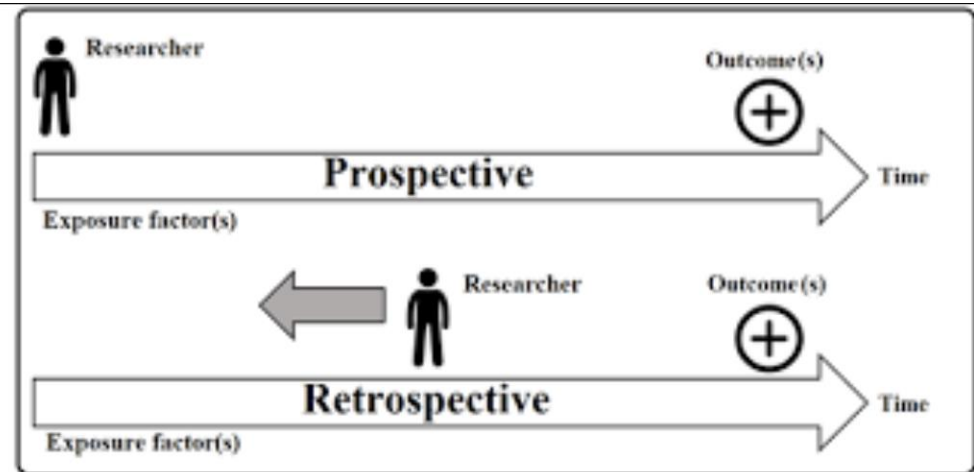 Researcher
Outcome(s)
Prospective
Time
Exposure factor(s)
Researcher
Outcome(s)
Retrospective
Time
Exposure factor(s)